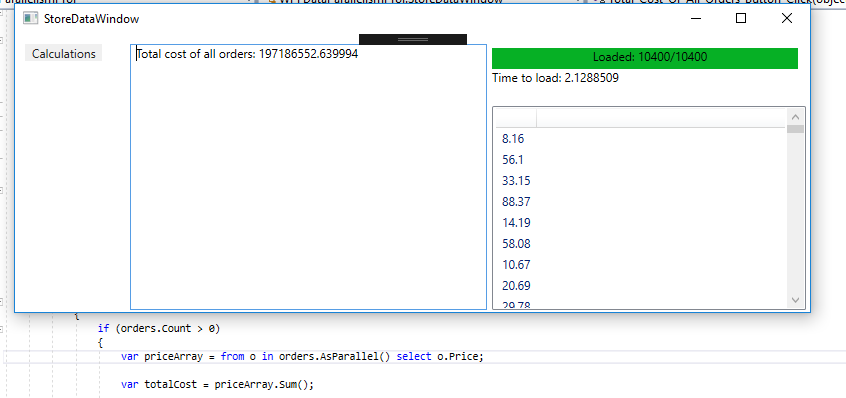 StoreDataWindow
Calculations
Total cost of all orders: 197186552.639994
Loaded: 10400/10400
Time to load: 2.1288509
8.16
56.1
33.15
88.37
14.19
58.08
10.67
20.69
29.78
{
if (orders.Count > 0)
{
var priceArray = from o in orders.AsParallel() select o.Price;
var totalCost = priceArray.Sum();